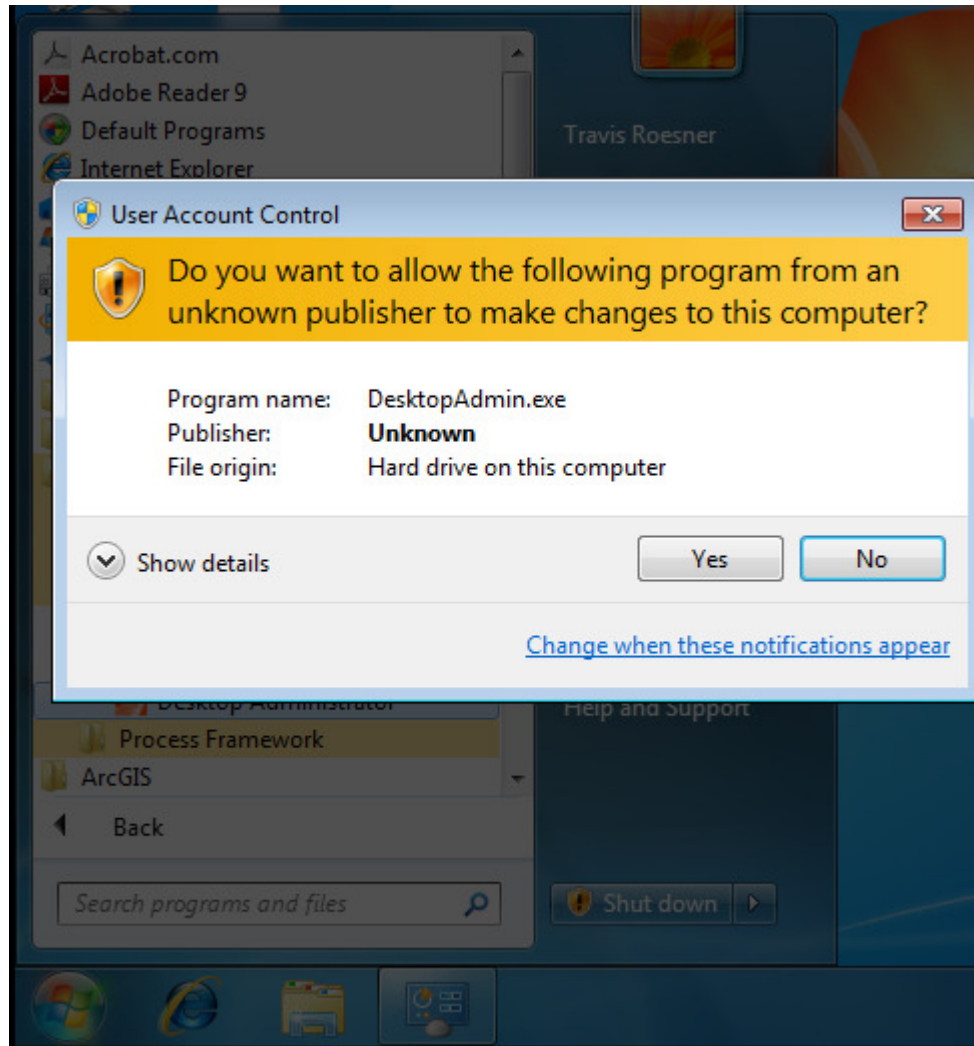 Acrobat.com
Adobe Reader 9
Default Programs
Internet Explorer
Travis Roesner
User Account Control
Do you want to allow the following program from an
unknown publisher to make changes to this computer?
Program name: DesktopAdmin.exe
Publisher: Unknown
File origin: Hard drive on this computer
Show details
Yes
No
Change when these notifications appear
Desktop Administrator
Process Framework
ArcGIS
Back
Search programs and files
Help and Support
Shut down